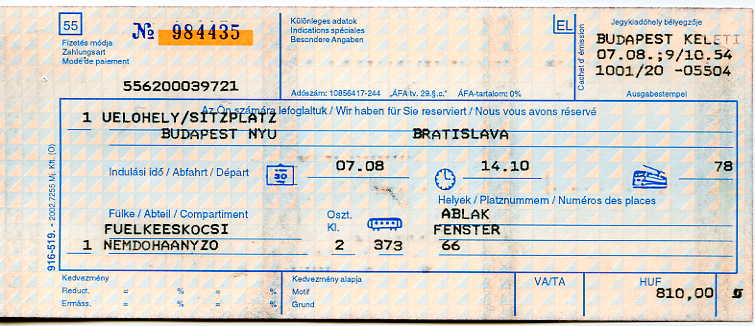 55
Nº 984435
Fizetés módja
Zahlungsart
Mode de paiement
556200039721
Különleges adatok
Indications spéciales
Besondere Angaben
Adószám: 10856417-244 „ÁFA tv. 29.§.c.” ÁFA-tartalom: 0%
EL
Cachet d' émission
Jegykiadóhely bélyegzője
BUDAPEST KELETI
07.08.;9/10.54
1001/20 -05504
Ausgabestempel
Az Ön számára lefoglaltuk / Wir haben für Sie reserviert / Nous vous avons réservé
1 UELOHELY/SITZPLATZ
BUDAPEST NYU BRATISLAVA
Indulási idő / Abfahrt / Départ 07.08 14.10 78
30
Helyek / Platznummern / Numéros des places
Fülke / Abteil / Compartiment Oszt. ABLAK
FUELKEESKOCSI Kl. FENSTER
1 NEMDOHAANYZO 2 373 66
916-519. - 2002.7255 Mj. Kft. (O)
Kedvezmény
Reduct. = % = %
Ermäss. = % = %
Kedvezmény alapja
Motif
Grund
VA/TA
HUF
810,00